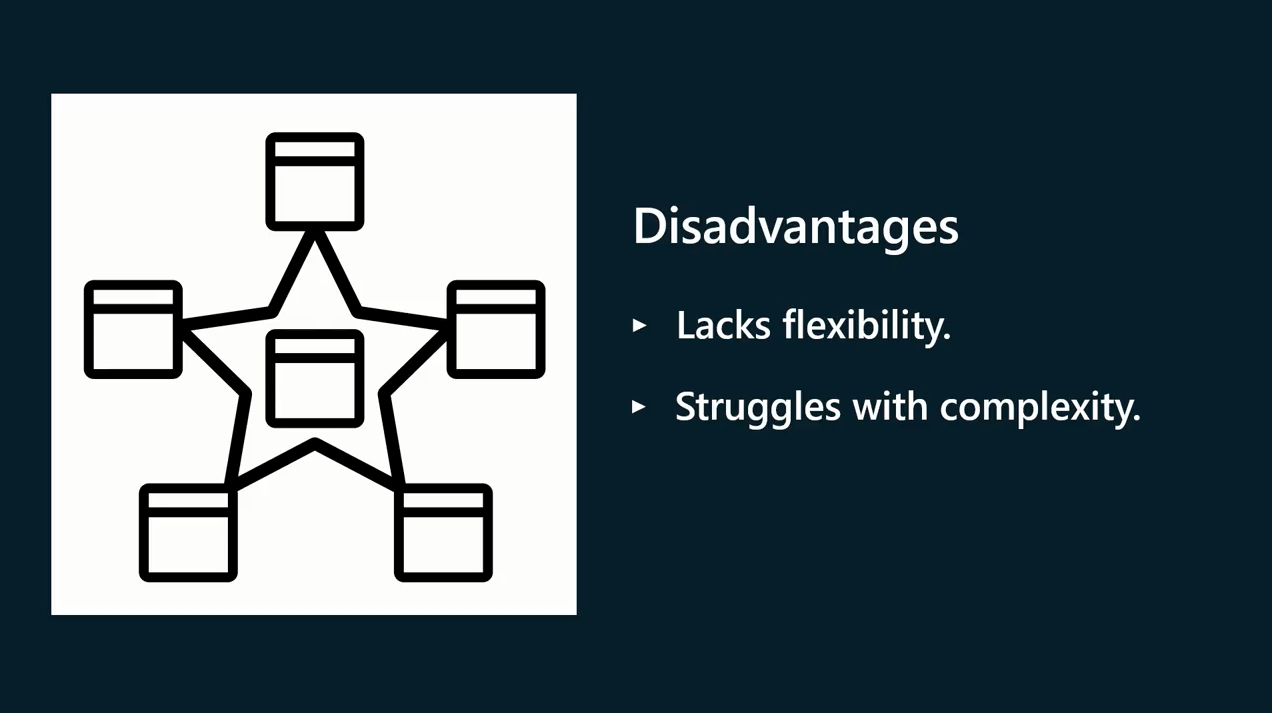 Disadvantages
▸ Lacks flexibility.
▸ Struggles with complexity.